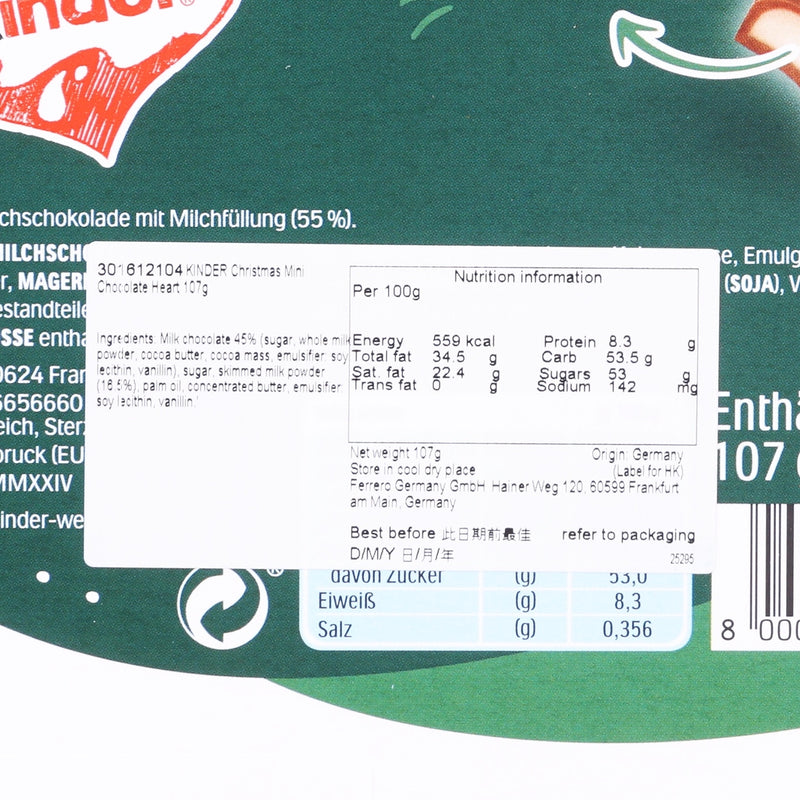 Kinder®
chschokolade mit Milchfüllung (55 %).
MILCHSCH
se, Emulg
r, MAGER
(SOJA), V
estandteile
SSE entha
0624 Fran
6656660
eich, Sterz
bruck (EU
MMXXIV
inder-we
301612104 KINDER Christmas Mini
Chocolate Heart 107g
Ingredients: Milk chocolate 45% (sugar, whole milk
powder, cocoa butter, cocoa mass, emulsifier: soy
lecithin, vanillin), sugar, skimmed milk powder
(16.5%), palm oil, concentrated butter, emulsifier:
soy lecithin, vanillin.
Nutrition information
Per 100g
Energy 559 kcal Protein 8.3 g
Total fat 34.5 g Carb 53.5 g
Sat. fat 22.4 g Sugars 53 g
Trans fat 0 g Sodium 142 mg
Net weight 107g Origin: Germany
Store in cool dry place (Label for HK)
Ferrero Germany GmbH Hainer Weg 120, 60599 Frankfurt
am Main, Germany
Best before 此日期前最佳 refer to packaging
D/M/Y 日/月/年 25295
Enthä
107
davon Zucker (g) 53,0
Eiweiß (g) 8,3
Salz (g) 0,356
®
8 000